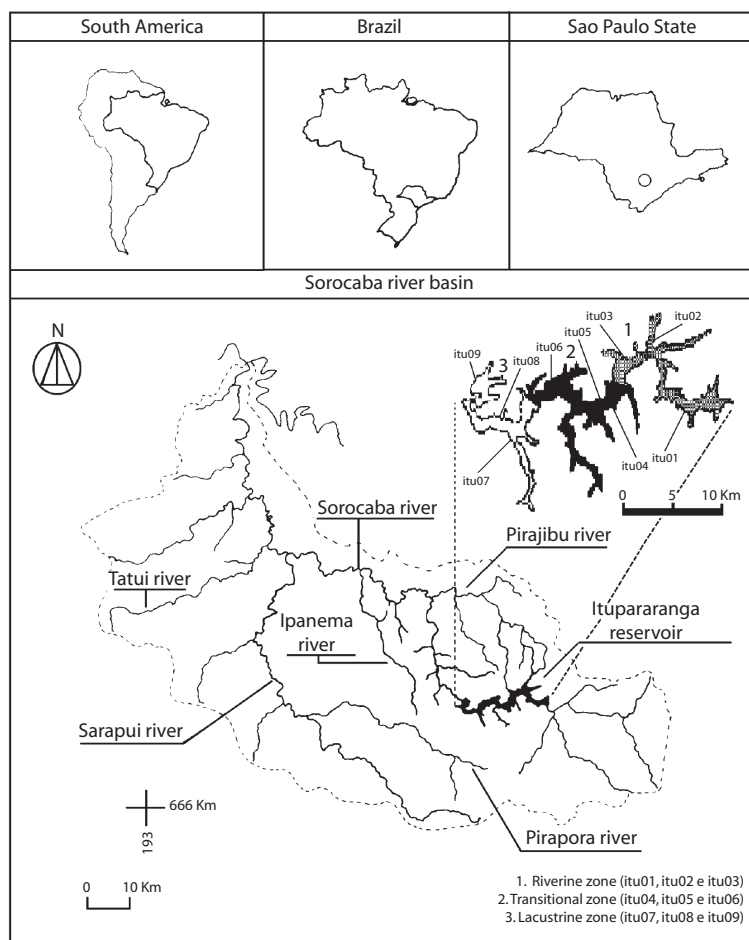 South America
Brazil
Sao Paulo State
Sorocaba river basin
N
itu03
1
itu02
itu05
itu06
2
itu09
3
itu08
itu01
itu04
itu07
0 5 10 Km
Sorocaba river
Pirajibu river
Tatui river
Itupararanga
reservoir
Ipanema
river
Sarapui river
666 Km
193
Pirapora river
0 10 Km
1. Riverine zone (itu01, itu02 e itu03)
2. Transitional zone (itu04, itu05 e itu06)
3. Lacustrine zone (itu07, itu08 e itu09)